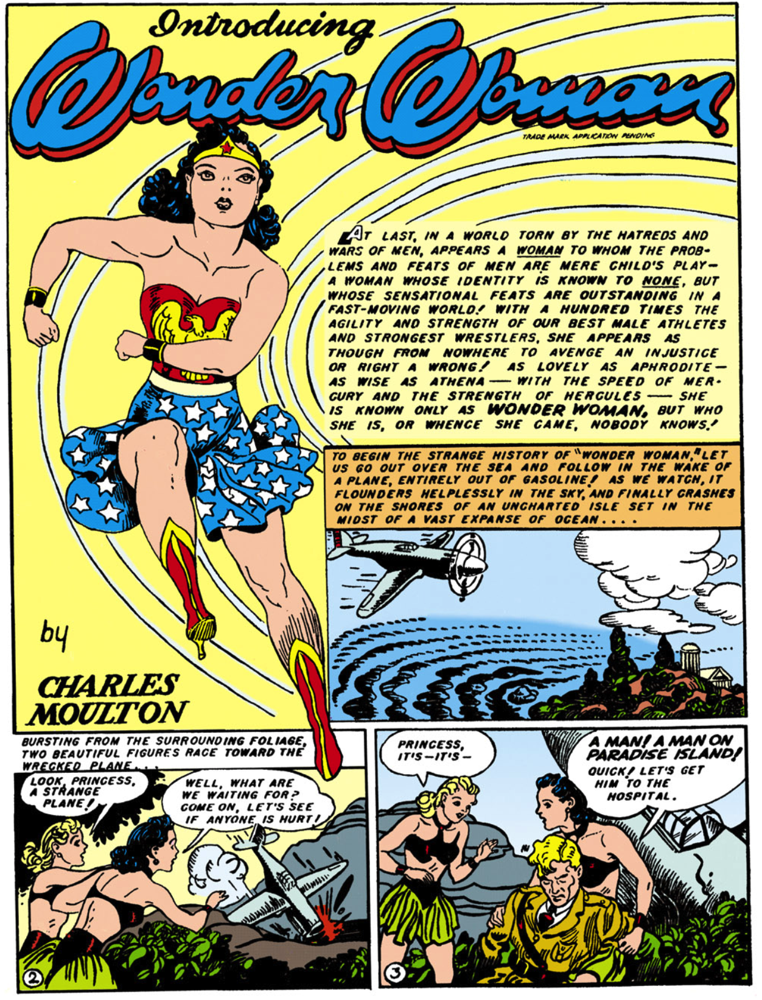 Introducing
Wonder Woman
TRADE MARK APPLICATION PENDING
AT LAST, IN A WORLD TORN BY THE HATREDS AND
WARS OF MEN, APPEARS A WOMAN TO WHOM THE PROB-
LEMS AND FEATS OF MEN ARE MERE CHILD'S PLAY—
A WOMAN WHOSE IDENTITY IS KNOWN TO NONE, BUT
WHOSE SENSATIONAL FEATS ARE OUTSTANDING IN A
FAST-MOVING WORLD! WITH A HUNDRED TIMES THE
AGILITY AND STRENGTH OF OUR BEST MALE ATHLETES
AND STRONGEST WRESTLERS, SHE APPEARS AS
THOUGH FROM NOWHERE TO AVENGE AN INJUSTICE
OR RIGHT A WRONG! AS LOVELY AS APHRODITE—
AS WISE AS ATHENA — WITH THE SPEED OF MER-
CURY AND THE STRENGTH OF HERCULES — SHE
IS KNOWN ONLY AS WONDER WOMAN, BUT WHO
SHE IS, OR WHENCE SHE CAME, NOBODY KNOWS!
TO BEGIN THE STRANGE HISTORY OF "WONDER WOMAN," LET
US GO OUT OVER THE SEA AND FOLLOW IN THE WAKE OF
A PLANE, ENTIRELY OUT OF GASOLINE! AS WE WATCH, IT
FLOUNDERS HELPLESSLY IN THE SKY, AND FINALLY CRASHES
ON THE SHORES OF AN UNCHARTED ISLE SET IN THE
MIDST OF A VAST EXPANSE OF OCEAN....
by
CHARLES
MOULTON
BURSTING FROM THE SURROUNDING FOLIAGE,
TWO BEAUTIFUL FIGURES RACE TOWARD THE
WRECKED PLANE....
LOOK, PRINCESS,
A STRANGE
PLANE!
WELL, WHAT ARE
WE WAITING FOR?
COME ON, LET'S SEE
IF ANYONE IS HURT!
2
PRINCESS,
IT'S—IT'S—
A MAN! A MAN ON
PARADISE ISLAND!
QUICK! LET'S GET
HIM TO THE
HOSPITAL.
3